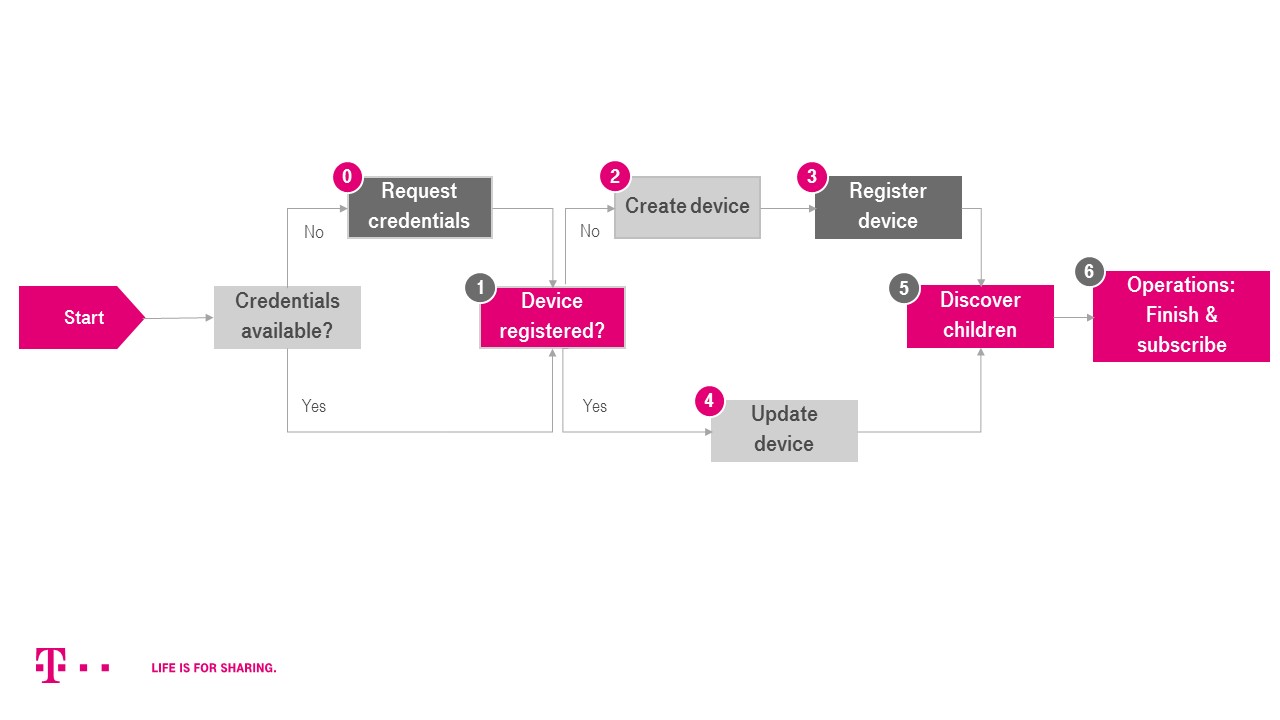 0
Request
credentials
2
Create device
3
Register
device
No
No
Start
Credentials
available?
1
Device
registered?
5
Discover
children
6
Operations:
Finish &
subscribe
Yes
Yes
4
Update
device
T
LIFE IS FOR SHARING.